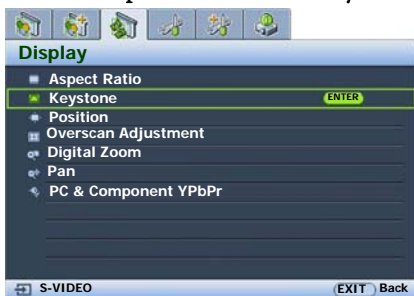 Display
Aspect Ratio
Keystone ENTER
Position
Overscan Adjustment
Digital Zoom
Pan
PC & Component YPbPr
S-VIDEO EXIT Back